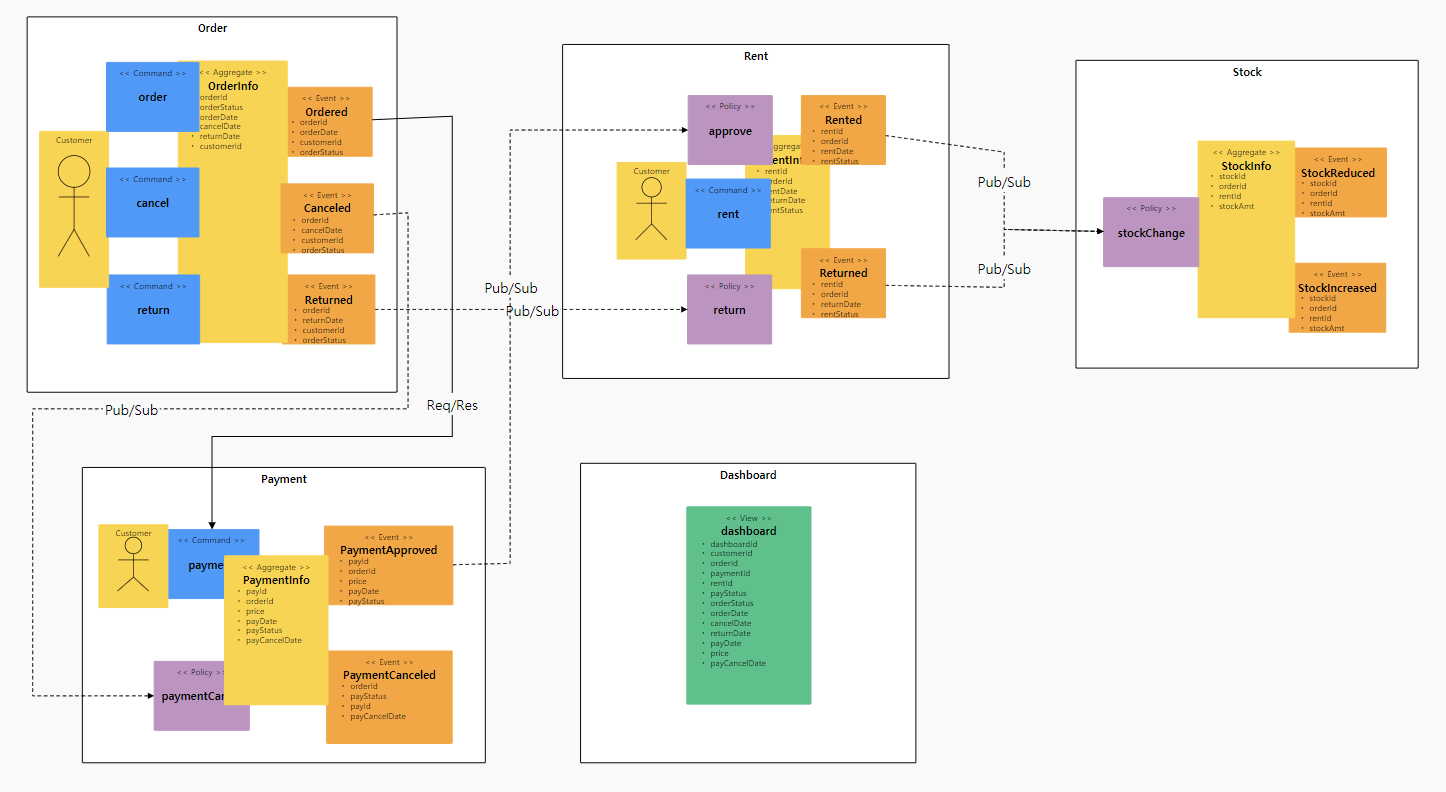 Order
Customer
<< Command >>
order
<< Command >>
cancel
<< Command >>
return
<< Aggregate >>
OrderInfo
orderId
orderStatus
orderDate
cancelDate
• returnDate
• customerId
<< Event >>
Ordered
• orderId
• orderDate
• customerId
• orderStatus
<< Event >>
Canceled
• orderId
• cancelDate
• customerId
• orderStatus
<< Event >>
Returned
• orderId
• returnDate
• customerId
• orderStatus
Pub/Sub
Req/Res
Pub/Sub
Pub/Sub
Rent
Customer
<< Policy >>
approve
<< Command >>
rent
<< Policy >>
return
• rentId
<< Event >>
Rented
• rentId
• orderId
• rentDate
• rentStatus
<< Event >>
Returned
• rentId
• orderId
• returnDate
• rentStatus
Pub/Sub
Pub/Sub
Stock
<< Policy >>
stockChange
<< Aggregate >>
StockInfo
• stockId
• orderId
• rentId
• stockAmt
<< Event >>
StockReduced
• stockId
• orderId
• rentId
• stockAmt
<< Event >>
StockIncreased
• stockId
• orderId
• rentId
• stockAmt
Payment
Customer
<< Command >>
payme
<< Policy >
paymentCar
<< Aggregate >>
PaymentInfo
• payId
• orderId
• price
• payDate
• payStatus
• payCancelDate
<< Event >>
PaymentApproved
• payId
• orderId
• price
• payDate
• payStatus
<< Event >>
PaymentCanceled
• orderId
• payStatus
• payId
• payCancelDate
Dashboard
<< View >>
dashboard
• dashboardId
• customerId
• orderId
• paymentId
• rentId
• payStatus
• orderStatus
• orderDate
• cancelDate
• returnDate
• payDate
• price
• payCancelDate